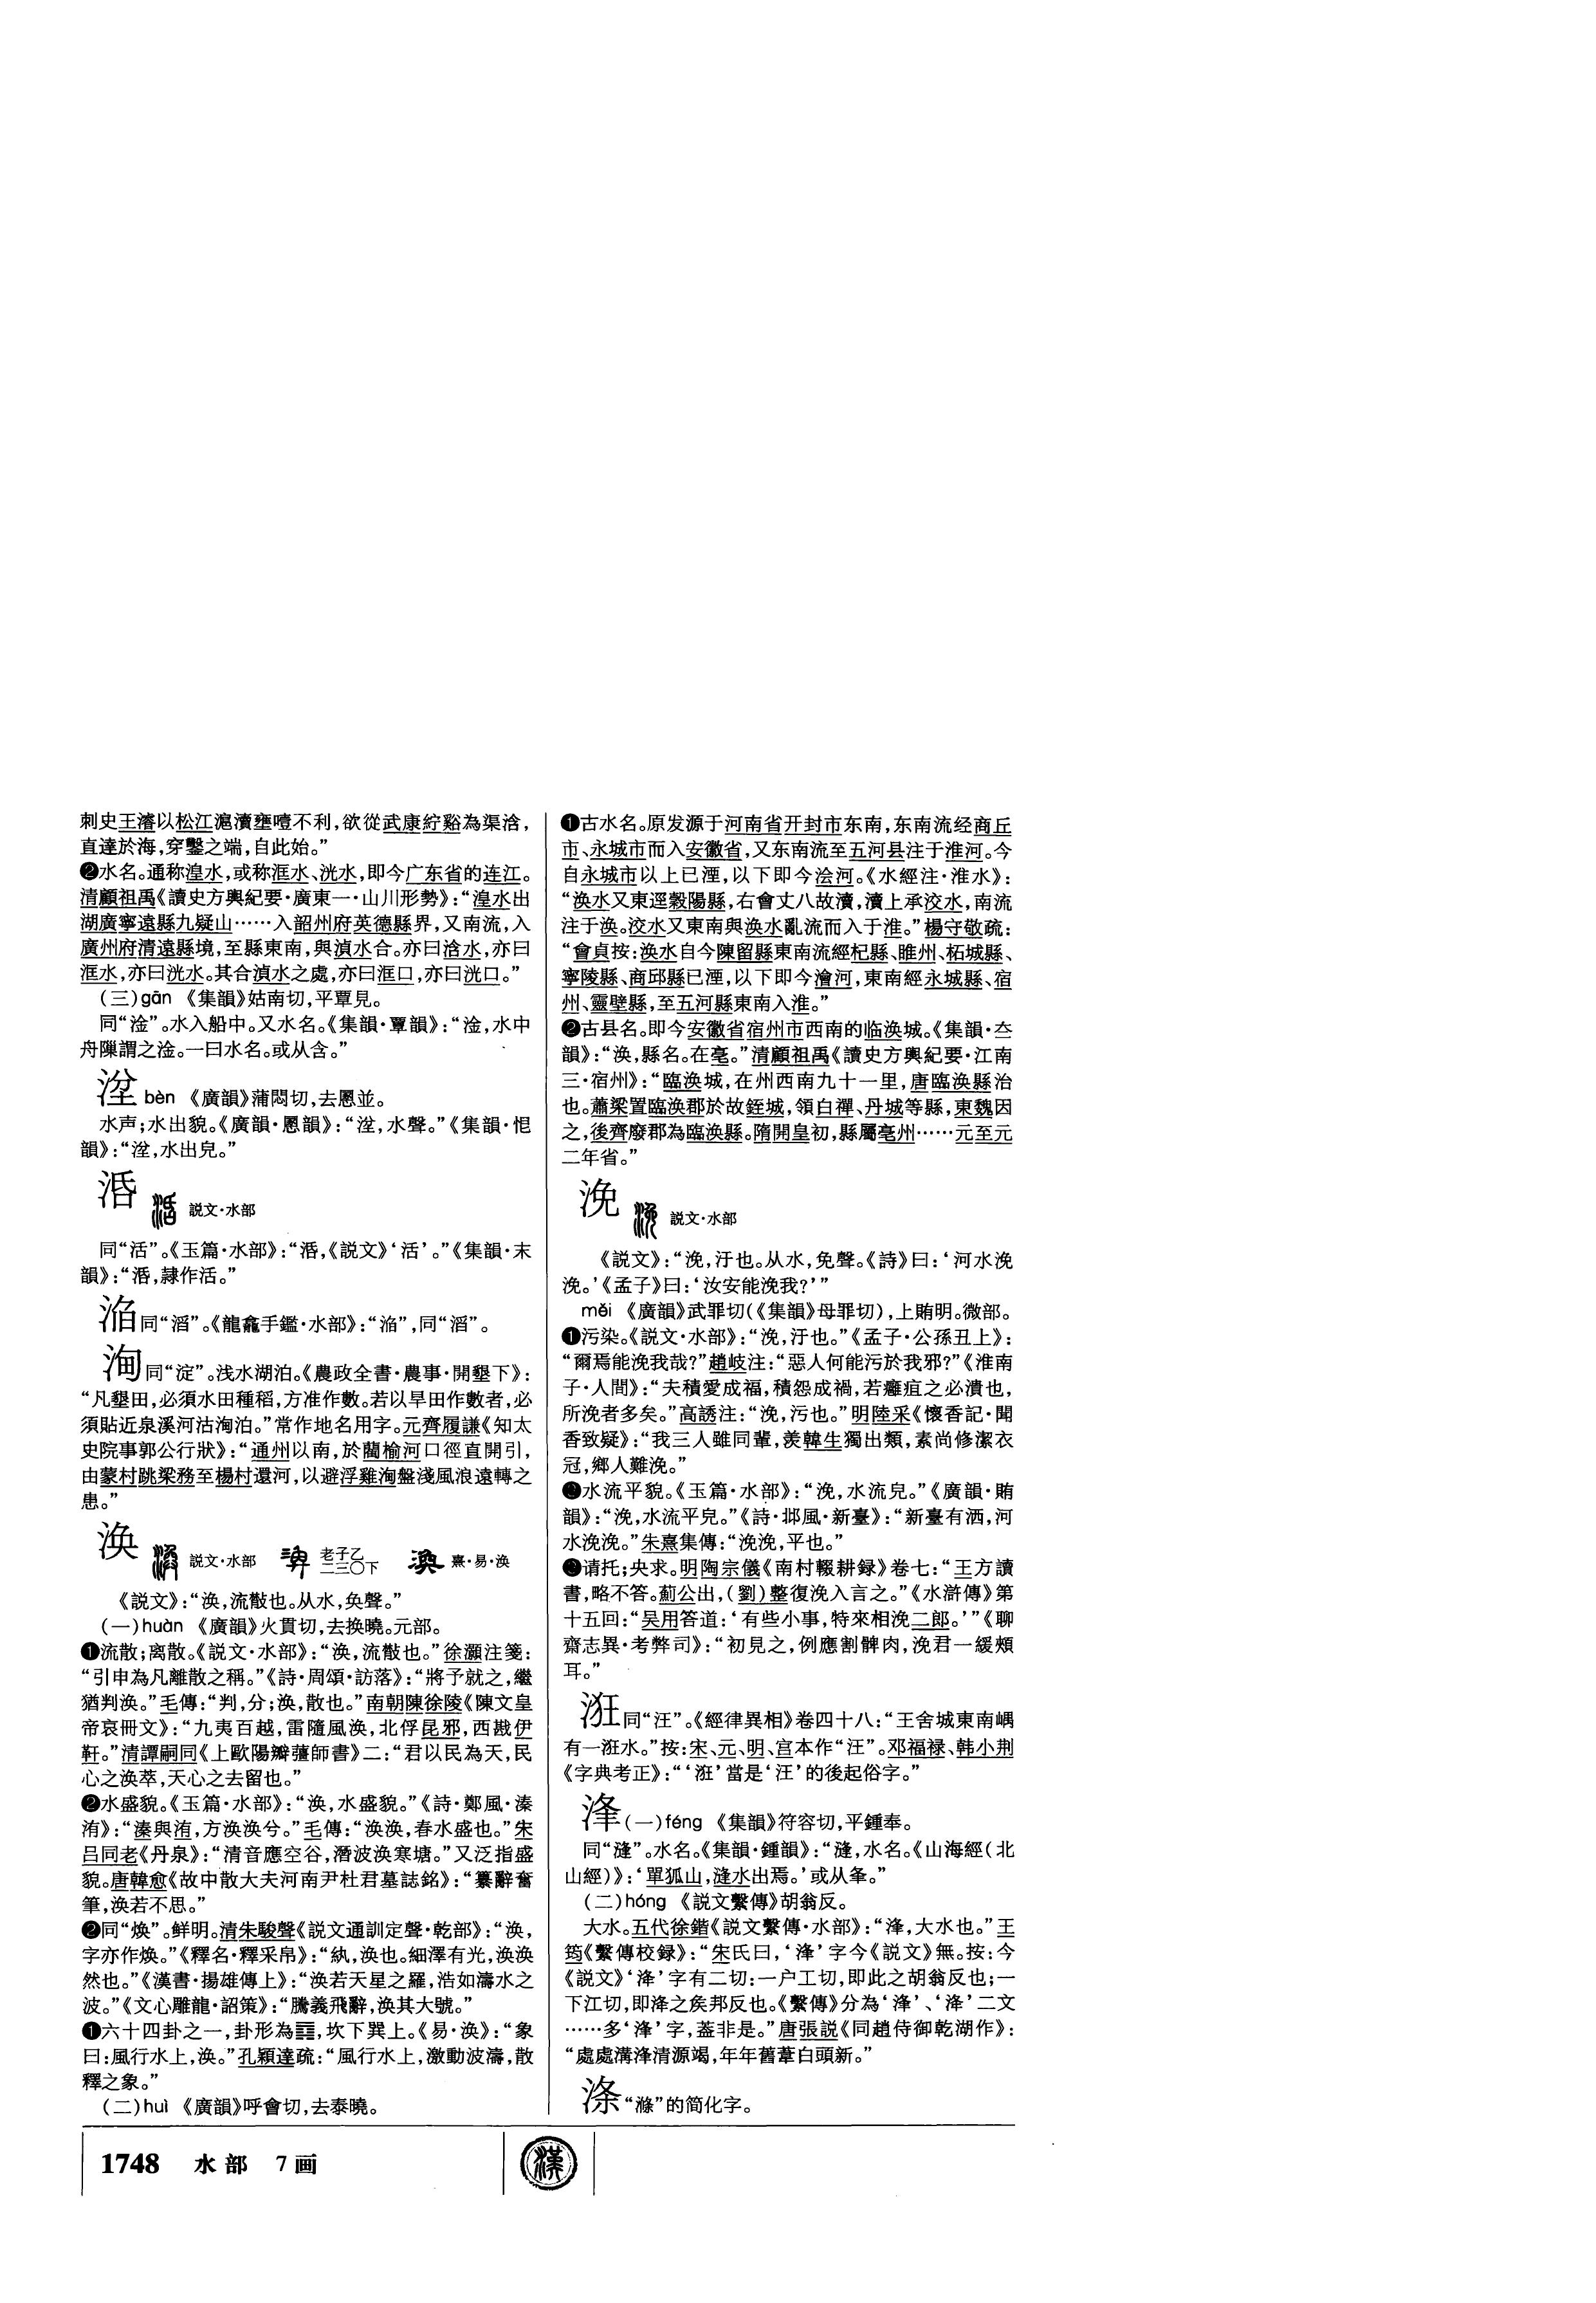 刺史王濬以松江滬瀆壅噎不利,欲從武康紵谿為渠浛,
直達於海,穿鑿之端,自此始。”
❷水名。通称湟水,或称洭水、洸水,即今广东省的连江。
清顧祖禹《讀史方輿紀要·廣東一·山川形勢》:“湟水出
湖廣寧遠縣九疑山……入韶州府英德縣界,又南流,入
廣州府清遠縣境,至縣東南,與湞水合。亦曰浛水,亦曰
洭水,亦曰洸水。其合湞水之處,亦曰洭口,亦曰洸口。”
(三)gān 《集韻》姑南切,平覃見。
同“淦”。水入船中。又水名。《集韻·覃韻》:“淦,水中
舟隟謂之淦。一曰水名。或从含。”
bèn 《廣韻》蒲悶切,去慁並。
水声;水出貌。《廣韻·慁韻》:“,水聲。”《集韻·恨
韻》:“,水出皃。”
湉 説文·水部
同“活”。《玉篇·水部》:“,《説文》‘活’。”《集韻·末
韻》:“,隷作活。”
淊同“滔”。《龍龕手鑑·水部》:“淊”,同“滔”。
洵同“淀”。浅水湖泊。《農政全書·農事·開墾下》:
“凡墾田,必須水田種稻,方准作數。若以旱田作數者,必
須貼近泉溪河沽洵泊。”常作地名用字。元齊履謙《知太
史院事郭公行狀》:“通州以南,於藺榆河口徑直開引,
由蒙村跳梁務至楊村還河,以避浮雞洵盤淺風浪遠轉之
患。”
涣 説文·水部 老子乙二三〇下 熹·易·涣
《説文》:“涣,流㪔也。从水,奂聲。”
(一)huàn 《廣韻》火貫切,去换曉。元部。
❶流散;离散。《説文·水部》:“涣,流㪔也。”徐灝注箋:
“引申為凡離散之稱。”《詩·周頌·訪落》:“將予就之,繼
猶判涣。”毛傳:“判,分;涣,散也。”南朝陳徐陵《陳文皇
帝哀冊文》:“九夷百越,雷隨風涣,北俘昆邪,西戡伊
軒。”清譚嗣同《上歐陽瓣薑師書》二:“君以民為天,民
心之涣萃,天心之去留也。”
❷水盛貌。《玉篇·水部》:“涣,水盛貌。”《詩·鄭風·溱
洧》:“溱與洧,方涣涣兮。”毛傳:“涣涣,春水盛也。”宋
吕同老《丹泉》:“清音應空谷,潛波涣寒塘。”又泛指盛
貌。唐韓愈《故中散大夫河南尹杜君墓誌銘》:“纂辭奮
筆,涣若不思。”
❷同“焕”。鲜明。清朱駿聲《説文通訓定聲·乾部》:“涣,
字亦作焕。”《釋名·釋采帛》:“紈,涣也。細澤有光,涣涣
然也。”《漢書·揚雄傳上》:“涣若天星之羅,浩如濤水之
波。”《文心雕龍·詔策》:“騰義飛辭,涣其大號。”
❶六十四卦之一,卦形為䷺,坎下巽上。《易·涣》:“象
曰:風行水上,涣。”孔穎達疏:“風行水上,激動波濤,散
釋之象。”
(二)huì 《廣韻》呼會切,去泰曉。
❶古水名。原发源于河南省开封市东南,东南流经商丘
市、永城市而入安徽省,又东南流至五河县注于淮河。今
自永城市以上已湮,以下即今浍河。《水經注·淮水》:
“涣水又東逕穀陽縣,右會丈八故瀆,瀆上承洨水,南流
注于涣。洨水又東南與涣水亂流而入于淮。”楊守敬疏:
“會貞按:涣水自今陳留縣東南流經杞縣、睢州、柘城縣、
寧陵縣、商邱縣已湮,以下即今澮河,東南經永城縣、宿
州、靈壁縣,至五河縣東南入淮。”
❷古县名。即今安徽省宿州市西南的临涣城。《集韻·夳
韻》:“涣,縣名。在亳。”清顧祖禹《讀史方輿紀要·江南
三·宿州》:“臨涣城,在州西南九十一里,唐臨涣縣治
也。蕭梁置臨涣郡於故銍城,領白襌、丹城等縣,東魏因
之,後齊廢郡為臨涣縣。隋開皇初,縣屬亳州……元至元
二年省。”
浼 説文·水部
《説文》:“浼,汙也。从水,免聲。《詩》曰:‘河水浼
浼。’《孟子》曰:‘汝安能浼我?’”
měi 《廣韻》武罪切(《集韻》母罪切),上賄明。微部。
❶污染。《説文·水部》:“浼,汙也。”《孟子·公孫丑上》:
“爾焉能浼我哉?”趙岐注:“惡人何能污於我邪?”《淮南
子·人間》:“夫積愛成福,積怨成禍,若癰疽之必潰也,
所浼者多矣。”高誘注:“浼,污也。”明陸采《懷香記·聞
香致疑》:“我三人雖同輩,羨韓生獨出類,素尚修潔衣
冠,鄉人難浼。”
❷水流平貌。《玉篇·水部》:“浼,水流皃。”《廣韻·賄
韻》:“浼,水流平皃。”《詩·邶風·新臺》:“新臺有洒,河
水浼浼。”朱熹集傳:“浼浼,平也。”
❸请托;央求。明陶宗儀《南村輟耕録》卷七:“王方讀
書,略不答。薊公出,(劉)整復浼入言之。”《水滸傳》第
十五回:“吴用答道:‘有些小事,特來相浼二郎。’”《聊
齋志異·考弊司》:“初見之,例應割髀肉,浼君一緩頰
耳。”
浧同“汪”。《經律異相》卷四十八:“王舍城東南嵎
有一水。”按:宋、元、明、宫本作“汪”。邓福禄、韩小荆
《字典考正》:“‘’當是‘汪’的後起俗字。”
浲(一)féng 《集韻》符容切,平鍾奉。
同“漨”。水名。《集韻·鍾韻》:“漨,水名。《山海經(北
山經)》:‘單狐山,漨水出焉。’或从夆。”
(二)hóng 《説文繫傳》胡翁反。
大水。五代徐鍇《説文繫傳·水部》:“浲,大水也。”王
筠《繫傳校録》:“朱氏曰,‘浲’字今《説文》無。按:今
《説文》‘洚’字有二切:一户工切,即此之胡翁反也;一
下江切,即洚之矦邦反也。《繫傳》分為‘浲’、‘洚’二文
……多‘浲’字,葢非是。”唐張説《同趙侍御乾湖作》:
“處處溝浲清源竭,年年舊葦白頭新。”
涤“滌”的简化字。
1748 水部 7画
漢